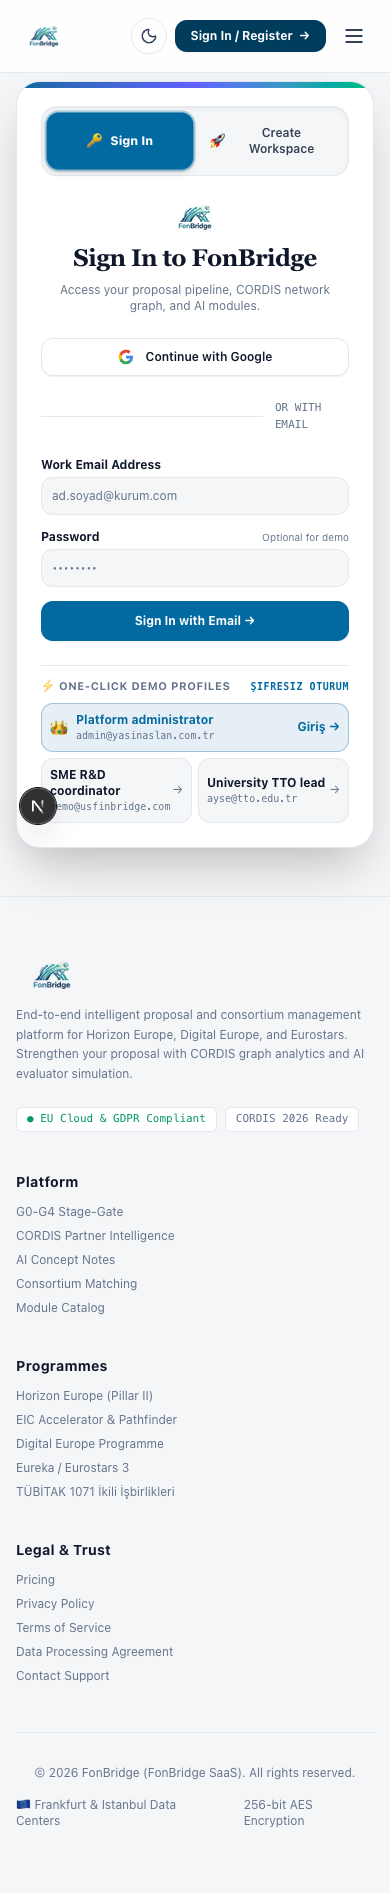 FonBridge
Sign In / Register →
🔑 Sign In
🚀 Create
Workspace
FonBridge
Sign In to FonBridge
Access your proposal pipeline, CORDIS network
graph, and AI modules.
Continue with Google
OR WITH
EMAIL
Work Email Address
ad.soyad@kurum.com
Password
Optional for demo
••••••••
Sign In with Email →
⚡ ONE-CLICK DEMO PROFILES
ŞIFRESIZ OTURUM
👑 Platform administrator
admin@yasinaslan.com.tr
Giriş →
SME R&D
coordinator
emo@usfinbridge.com
→
University TTO lead
ayse@tto.edu.tr
→
N
FonBridge
End-to-end intelligent proposal and consortium management
platform for Horizon Europe, Digital Europe, and Eurostars.
Strengthen your proposal with CORDIS graph analytics and AI
evaluator simulation.
● EU Cloud & GDPR Compliant
CORDIS 2026 Ready
Platform
G0-G4 Stage-Gate
CORDIS Partner Intelligence
AI Concept Notes
Consortium Matching
Module Catalog
Programmes
Horizon Europe (Pillar II)
EIC Accelerator & Pathfinder
Digital Europe Programme
Eureka / Eurostars 3
TÜBİTAK 1071 İkili İşbirlikleri
Legal & Trust
Pricing
Privacy Policy
Terms of Service
Data Processing Agreement
Contact Support
© 2026 FonBridge (FonBridge SaaS). All rights reserved.
🇪🇺 Frankfurt & Istanbul Data
Centers
256-bit AES
Encryption